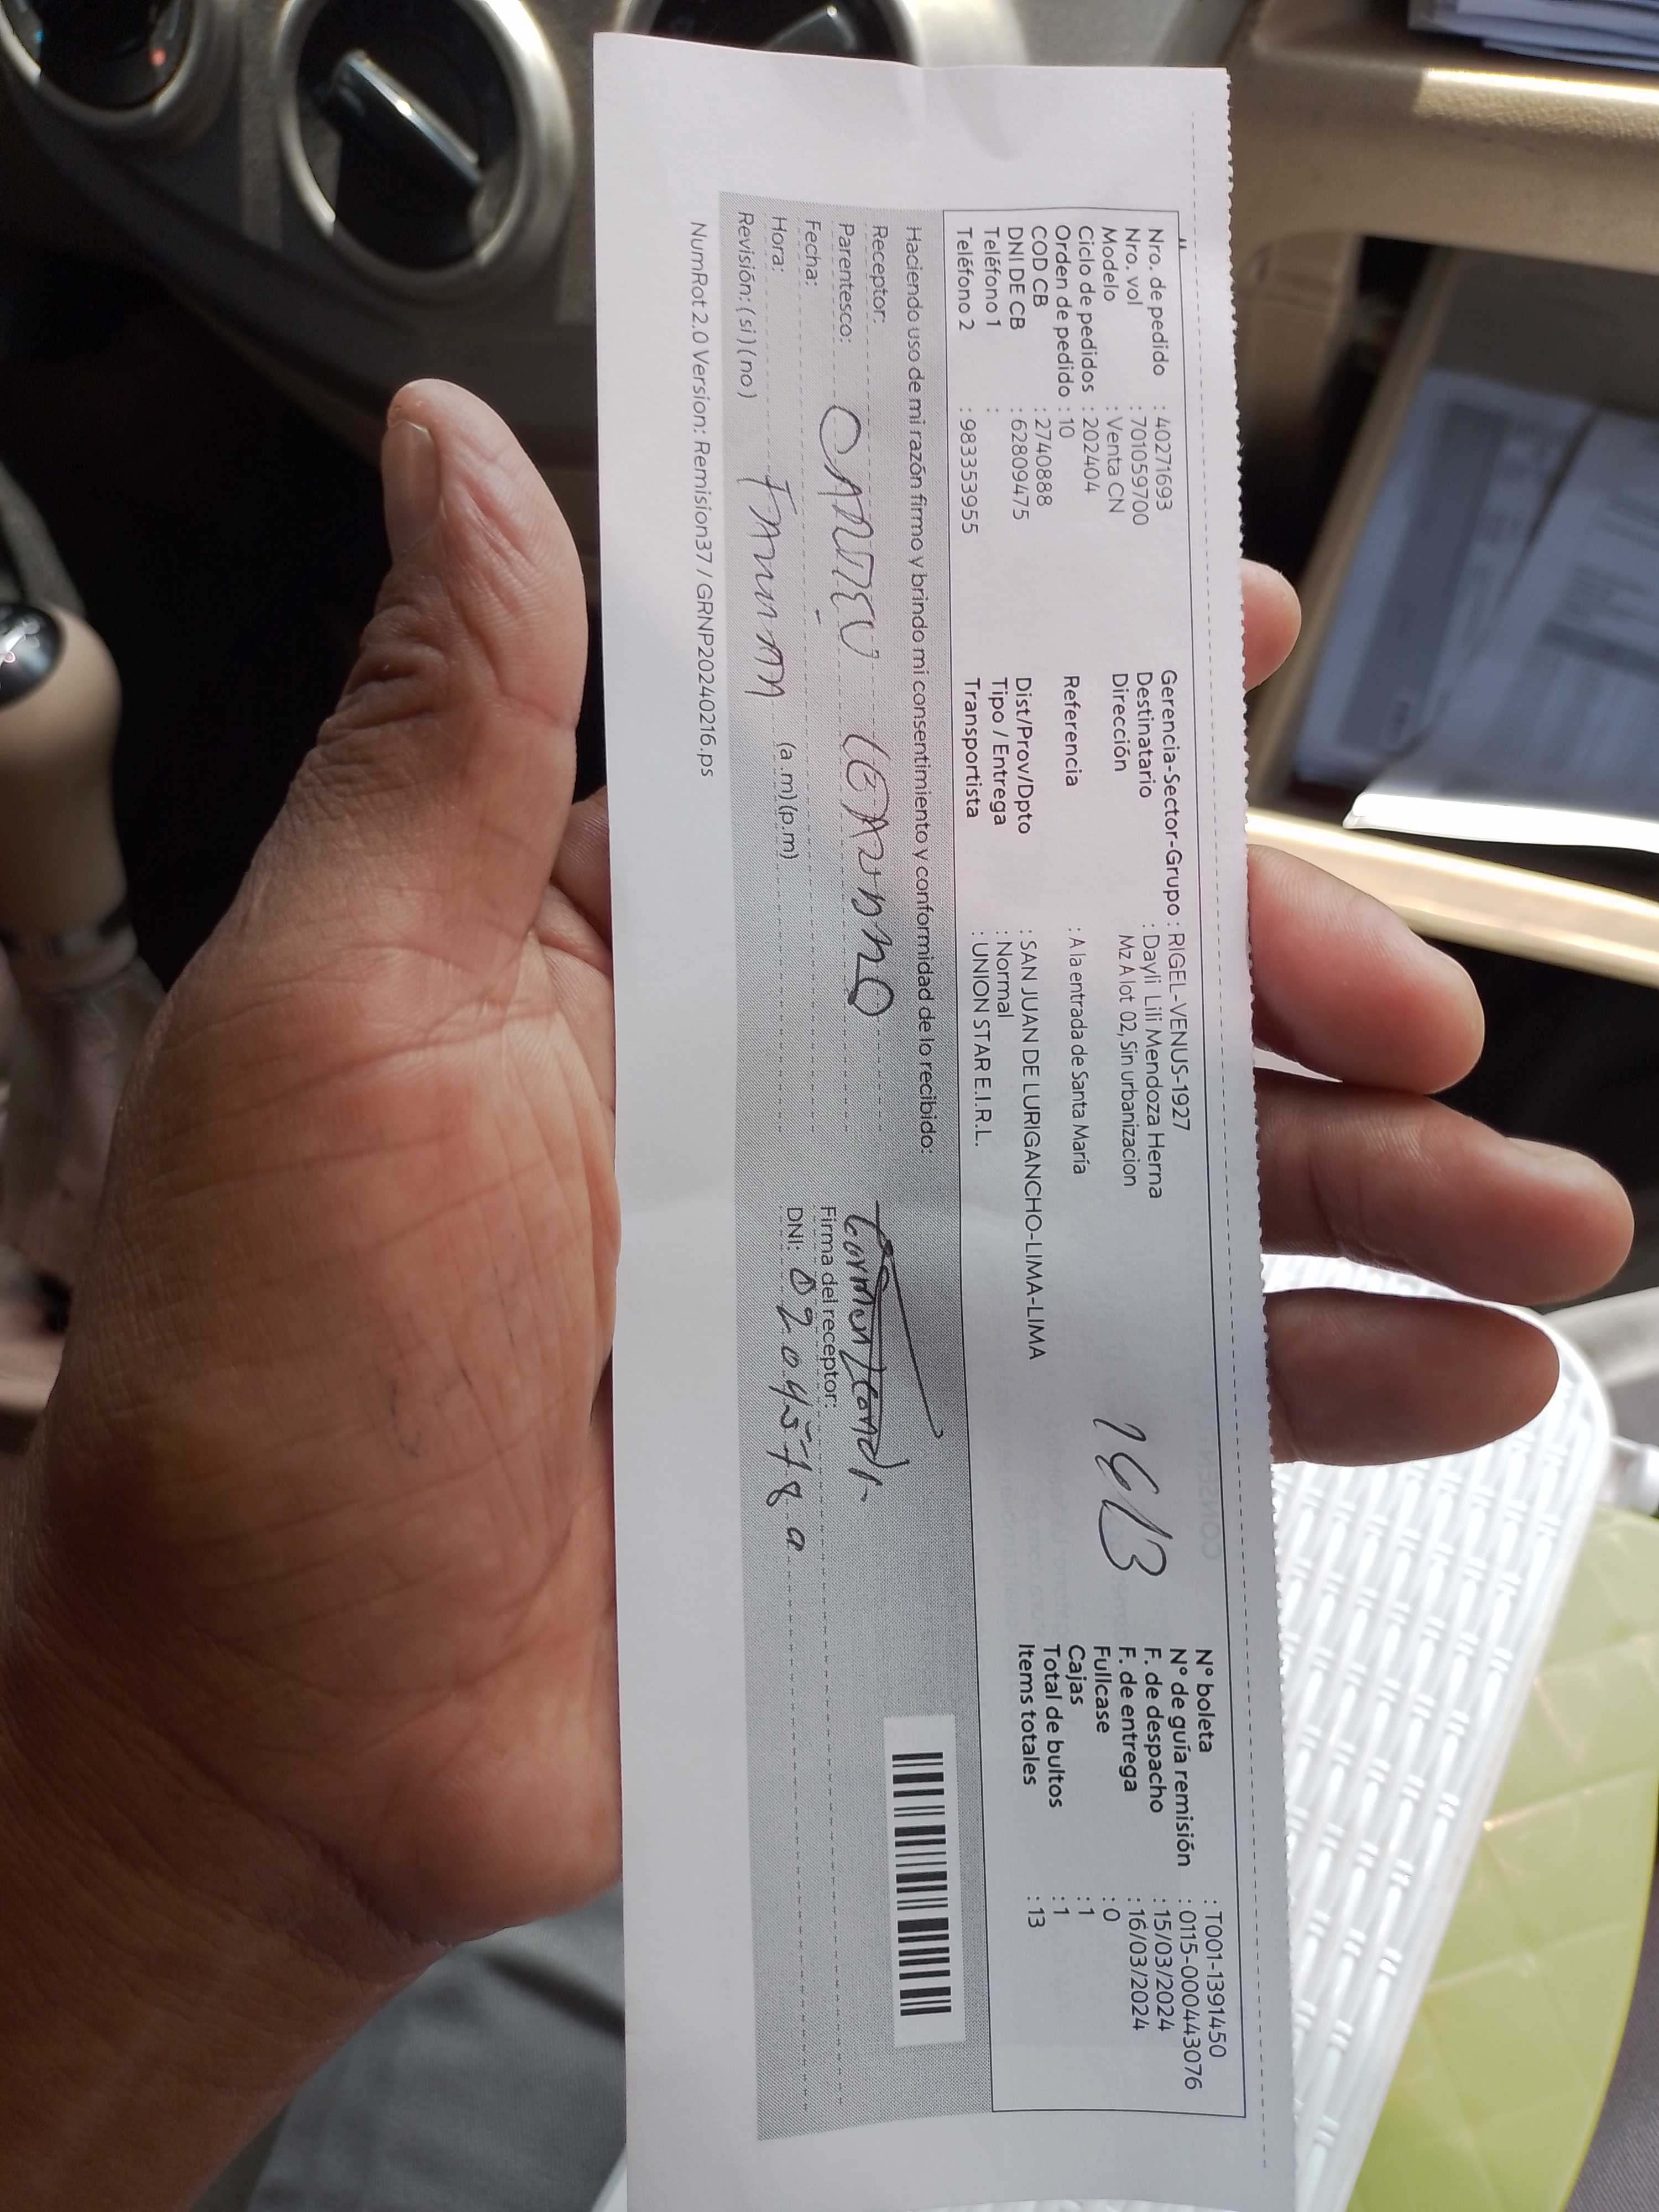 Nro. de pedido : 40271693
Nro. vol : 701059700
Modelo : Venta CN
Ciclo de pedidos : 202404
Orden de pedido : 10
COD CB : 2740888
DNI DE CB : 62809475
Teléfono 1 :
Teléfono 2 : 983353955
Gerencia-Sector-Grupo : RIGEL-VENUS-1927
Destinatario : Dayli Lili Mendoza Herna
Dirección Mz A lot 02, Sin urbanizacion
Referencia : A la entrada de Santa María
Dist/Prov/Dpto : SAN JUAN DE LURIGANCHO-LIMA-LIMA
Tipo / Entrega : Normal
Transportista : UNION STAR E.I.R.L.
16/3
N° boleta : T001-1391450
N° de guía remisión : 0115-000443076
F. de despacho : 15/03/2024
F. de entrega : 16/03/2024
Fullcase : 0
Cajas : 1
Total de bultos : 1
Items totales : 13
Haciendo uso de mi razón firmo y brindo mi consentimiento y conformidad de lo recibido:
Receptor:
Parentesco:
Fecha:
Hora: (a.m) (p.m)
Revisión: (si) (no)
Firma del receptor:
DNI:
NumRot 2.0 Version: Remision37 / GRNP20240216.ps